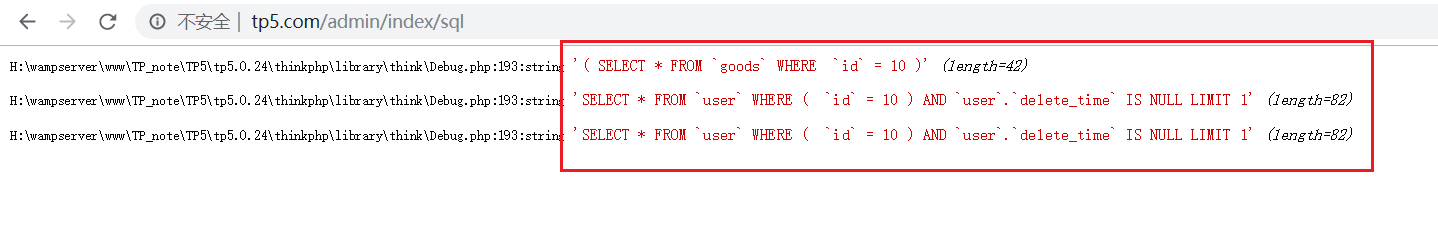 不安全 | tp5.com/admin/index/sql
H:\wampserver\www\TP_note\TP5\tp5.0.24\thinkphp\library\think\Debug.php:193:string '( SELECT * FROM `goods` WHERE  `id` = 10 )' (length=42)
H:\wampserver\www\TP_note\TP5\tp5.0.24\thinkphp\library\think\Debug.php:193:string 'SELECT * FROM `user` WHERE (  `id` = 10 ) AND `user`.`delete_time` IS NULL LIMIT 1' (length=82)
H:\wampserver\www\TP_note\TP5\tp5.0.24\thinkphp\library\think\Debug.php:193:string 'SELECT * FROM `user` WHERE (  `id` = 10 ) AND `user`.`delete_time` IS NULL LIMIT 1' (length=82)